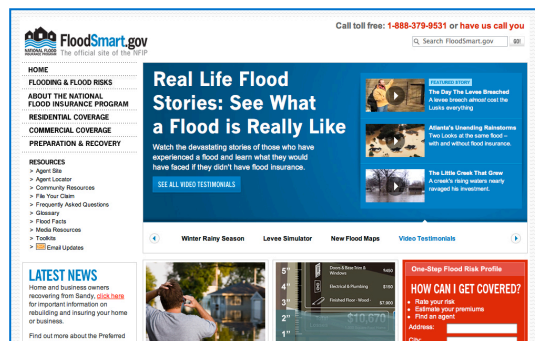 Call toll free: 1-888-379-9531 or have us call you
NATIONAL FLOOD
INSURANCE PROGRAM
FloodSmart.gov
The official site of the NFIP
Search FloodSmart.gov
GO!
HOME
FLOODING & FLOOD RISKS
ABOUT THE NATIONAL
FLOOD INSURANCE PROGRAM
RESIDENTIAL COVERAGE
COMMERCIAL COVERAGE
PREPARATION & RECOVERY
RESOURCES
> Agent Site
> Agent Locator
> Community Resources
> File Your Claim
> Frequently Asked Questions
> Glossary
> Flood Facts
> Media Resources
> Toolkits
> Email Updates
Real Life Flood
Stories: See What
a Flood is Really Like
Watch the devastating stories of those who have
experienced a flood and learn what they would
have faced if they didn't have flood insurance.
SEE ALL VIDEO TESTIMONIALS
FEATURED STORY
The Day The Levee Breached
A levee breach almost cost the
Lusks everything
Atlanta's Unending Rainstorms
Two Looks at the same flood –
with and without flood insurance.
The Little Creek That Grew
A creek's rising waters nearly
ravaged his investment.
Winter Rainy Season
Levee Simulator
New Flood Maps
Video Testimonials
LATEST NEWS
Home and business owners
recovering from Sandy, click here
for important information on
rebuilding and insuring your home
or business.
Find out more about the Preferred
5"
4"
3"
2"
1"
Doors & Base Trim &
Windows
$450
Electrical & Plumbing
$150
Finished Floor - Wood
$7,900
$10,670
One-Step Flood Risk Profile
HOW CAN I GET COVERED?
• Rate your risk
• Estimate your premiums
• Find an agent
Address:
City: